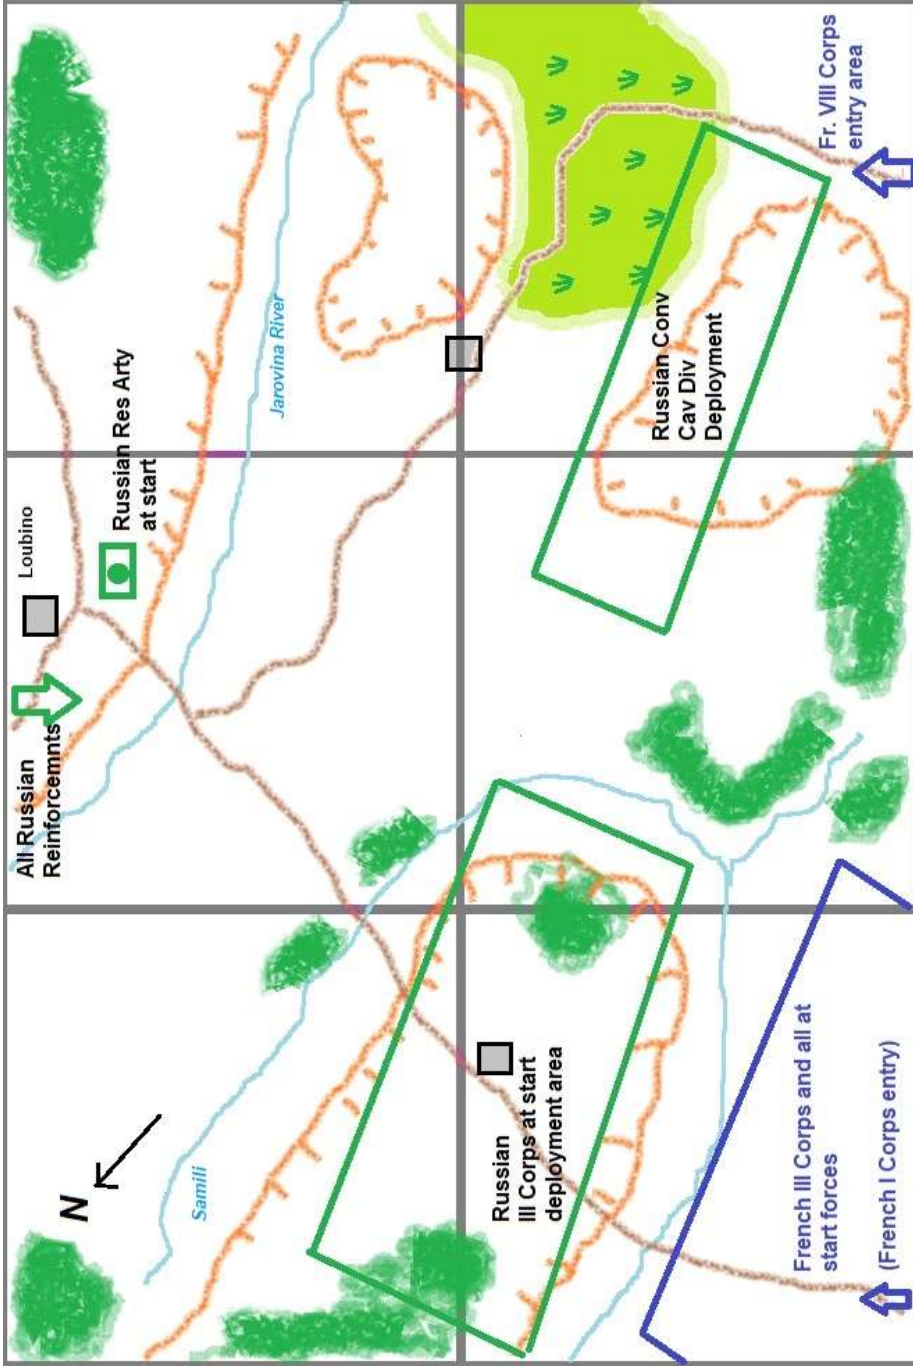 Fr. VIII Corps
entry area
Jarovina River
Russian Conv
Cav Div
Deployment
Loubino
Russian Res Arty
at start
All Russian
Reinforcemnts
N
Samili
Russian
III Corps at start
deployment area
French III Corps and all at
start forces
(French I Corps entry)